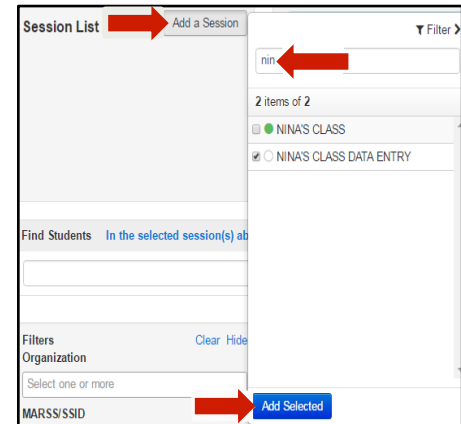 Session List
Add a Session
Filter
nin
2 items of 2
NINA'S CLASS
NINA'S CLASS DATA ENTRY
Find Students In the selected session(s) ab
Filters Clear Hide
Organization
Select one or more
MARSS/SSID
Add Selected